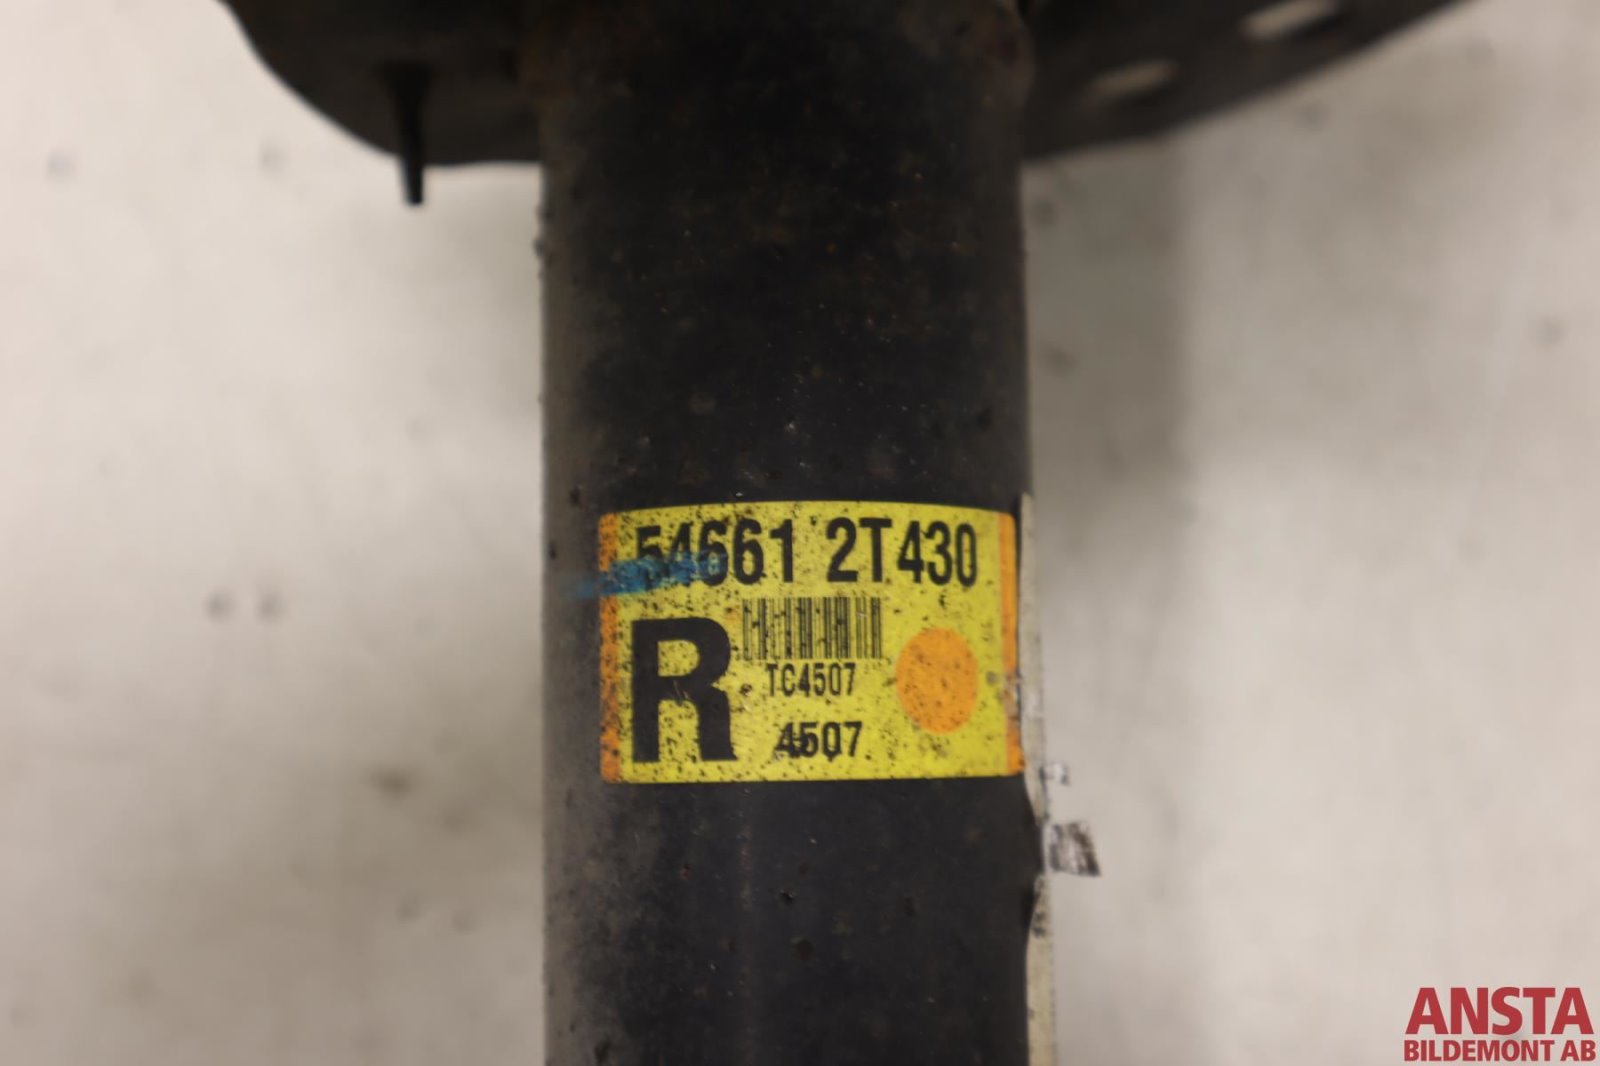 54661 2T430
R
TC4507
4507
ANSTA
BILDEMONT AB